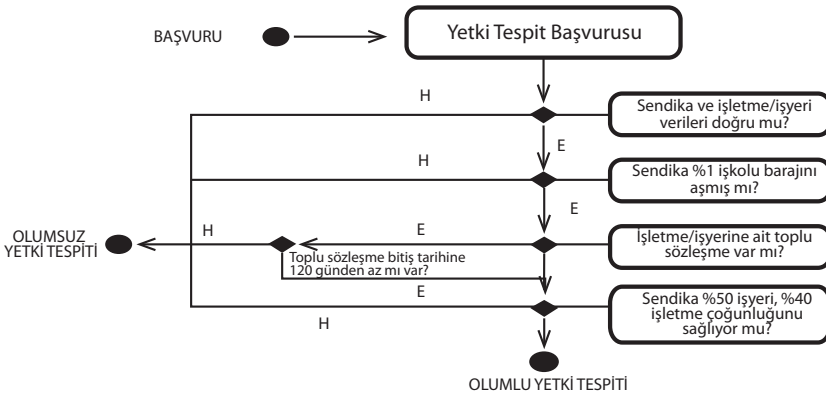 BAŞVURU
Yetki Tespit Başvurusu
H
Sendika ve işletme/işyeri
verileri doğru mu?
E
H
Sendika %1 işkolu barajını
aşmış mı?
E
OLUMSUZ
YETKİ TESPİTİ
H
E
İşletme/işyerine ait toplu
sözleşme var mı?
Toplu sözleşme bitiş tarihine
120 günden az mı var?
E
Sendika %50 işyeri, %40
işletme çoğunluğunu
sağlıyor mu?
H
OLUMLU YETKİ TESPİTİ